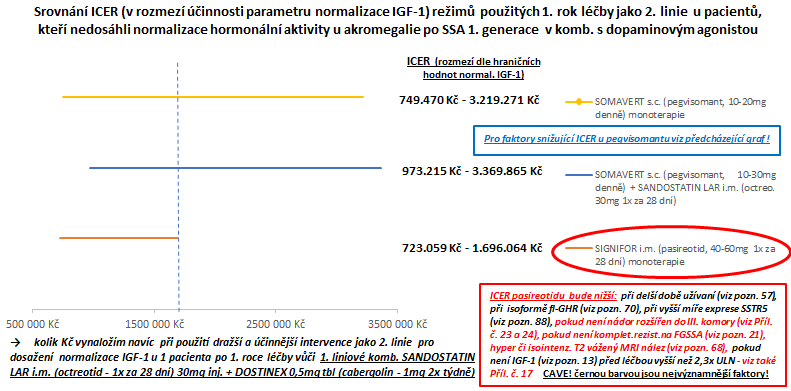 Srovnání ICER (v rozmezí účinnosti parametru normalizace IGF-1) režimů použitých 1. rok léčby jako 2. linie u pacientů,
kteří nedosáhli normalizace hormonální aktivity u akromegalie po SSA 1. generace v komb. s dopaminovým agonistou
ICER (rozmezí dle hraničních
hodnot normal. IGF-1)
749.470 Kč - 3.219.271 Kč
SOMAVERT s.c. (pegvisomant, 10-20mg
denně) monoterapie
Pro faktory snižující ICER u pegvisomantu viz předcházející graf!
973.215 Kč - 3.369.865 Kč
SOMAVERT s.c. (pegvisomant, 10-30mg
denně) + SANDOSTATIN LAR i.m. (octreo.
30mg 1x za 28 dní)
723.059 Kč - 1.696.064 Kč
SIGNIFOR i.m. (pasireotid, 40-60mg 1x za
28 dní) monoterapie
500 000 Kč 1500 000 Kč 2500 000 Kč 3500 000 Kč
ICER pasireotidu bude nižší: při delší době užívaní (viz pozn. 57),
při isoformě fl-GHR (viz pozn. 70), při vyšší míře exprese SSTR5
(viz pozn. 88), pokud není nádor rozšířen do III. komory (viz Příl.
č. 23 a 24), pokud není komplet.rezist.na FGSSA (viz pozn. 21),
hyper či isointenz. T2 vážený MRI nález (viz pozn. 68), pokud
není IGF-1 (viz pozn. 13) před léčbou vyšší než 2,3x ULN - viz také
Příl. č. 17 CAVE! černou barvou jsou nejvýznamnější faktory!
→ kolik Kč vynaložím navíc při použití dražší a účinnější intervence jako 2. linie pro
dosažení normalizace IGF-1 u 1 pacienta po 1. roce léčby vůči 1. liniové komb. SANDOSTATIN
LAR i.m. (octreotid - 1x za 28 dní) 30mg inj. + DOSTINEX 0,5mg tbl (cabergolin - 1mg 2x týdně)